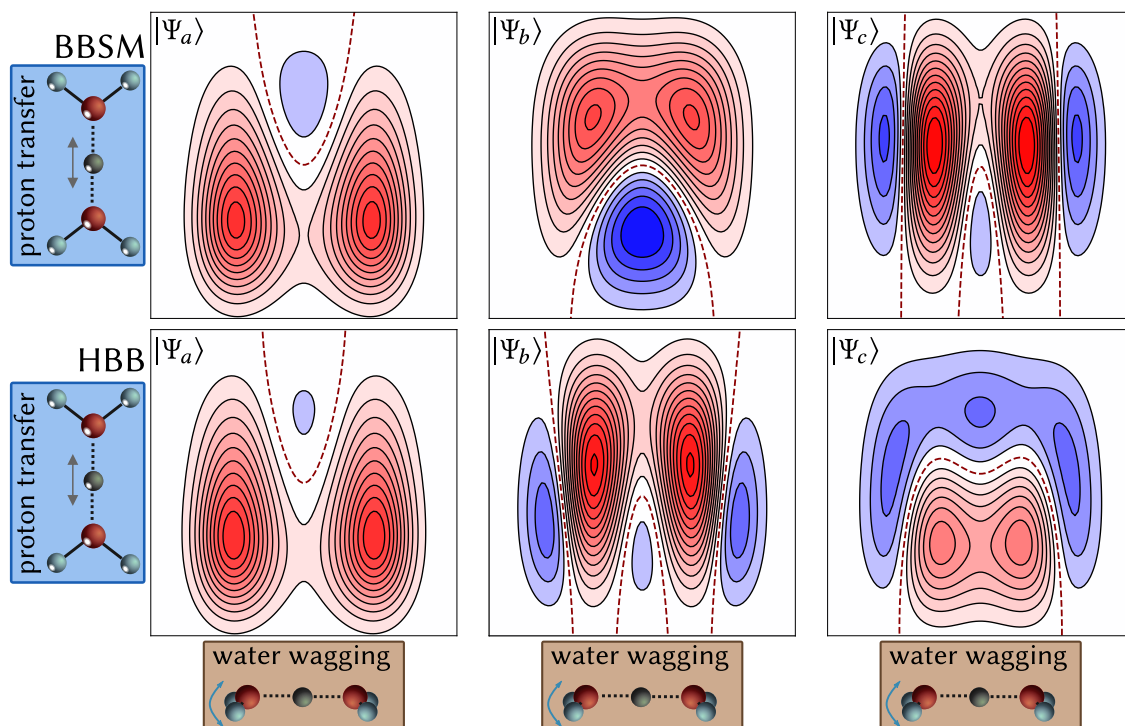 BBSM
proton transfer
|Ψa⟩
|Ψb⟩
|Ψc⟩
HBB
proton transfer
|Ψa⟩
|Ψb⟩
|Ψc⟩
water wagging
water wagging
water wagging